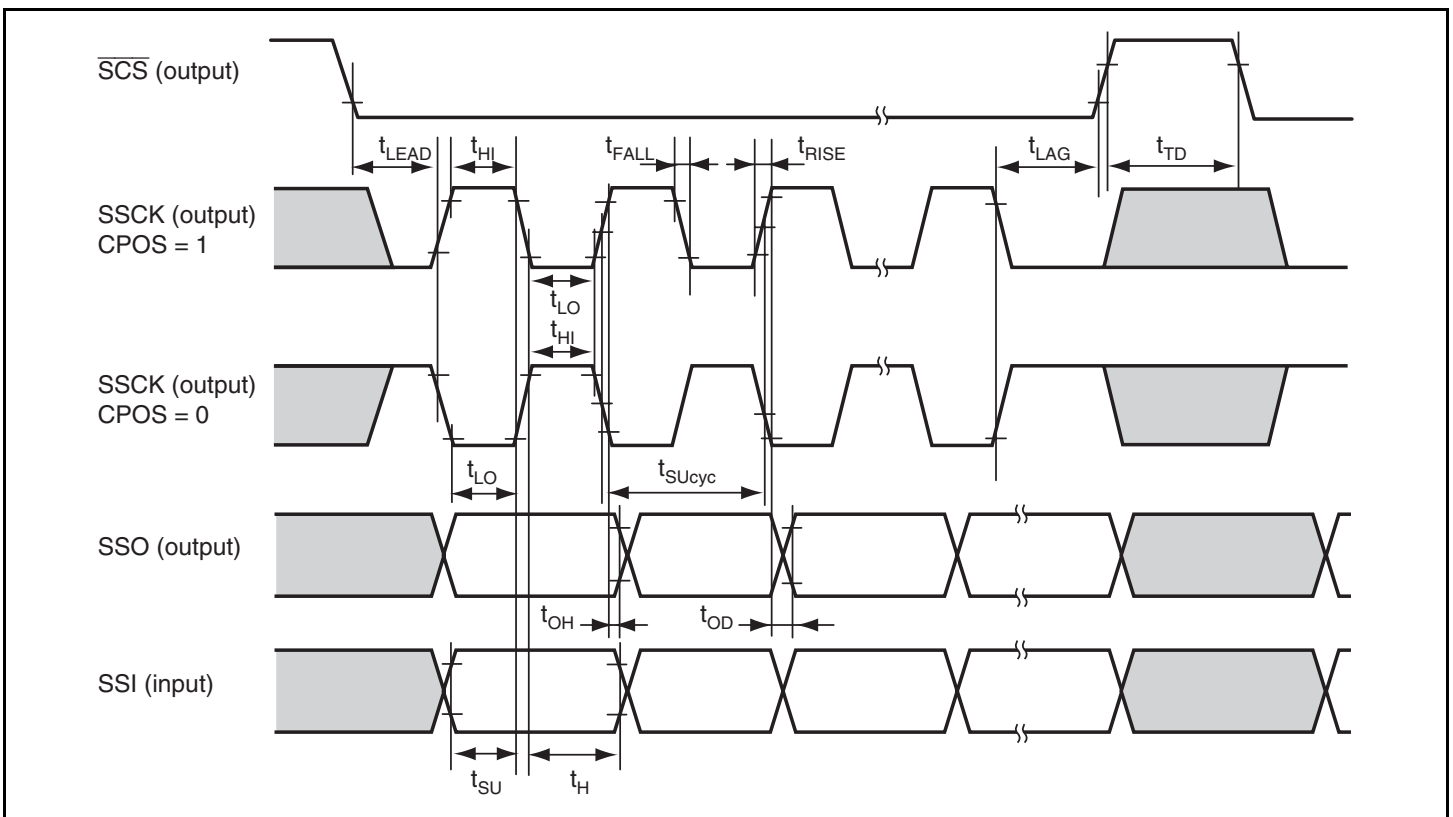 SCS (output)
tLEAD tHI tFALL tRISE tLAG tTD
SSCK (output)
CPOS = 1
tLO
tHI
SSCK (output)
CPOS = 0
tLO tSUcyc
SSO (output)
tOH tOD
SSI (input)
tSU tH